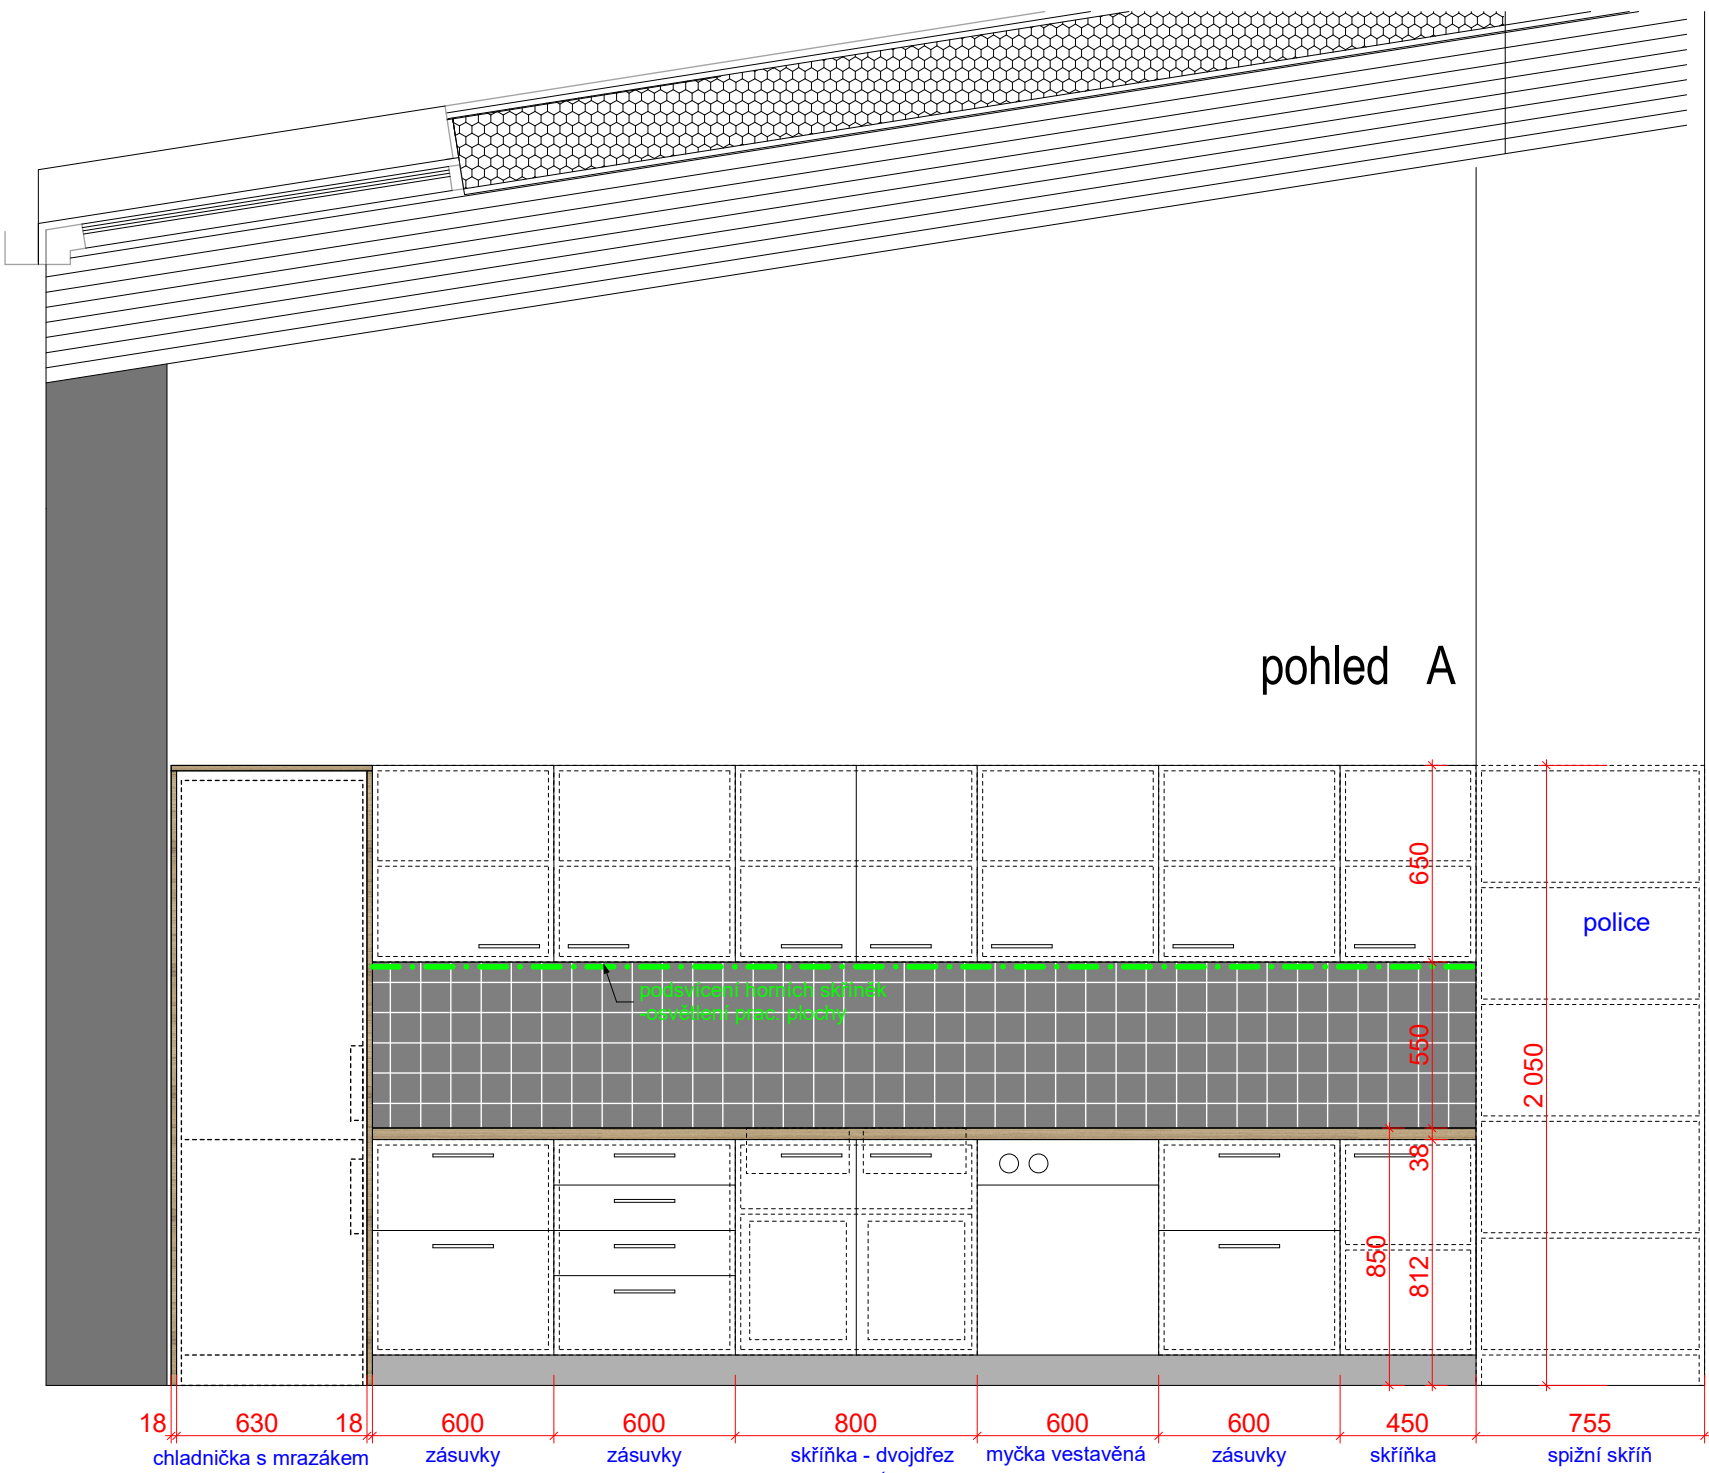 pohled A
650
police
podsvícení horních skříněk
-osvětlení prac. plochy
550
2 050
38
850
812
18 630 18 600 600 800 600 600 450 755
chladnička s mrazákem zásuvky zásuvky skříňka - dvojdřez myčka vestavěná zásuvky skříňka spižní skříň